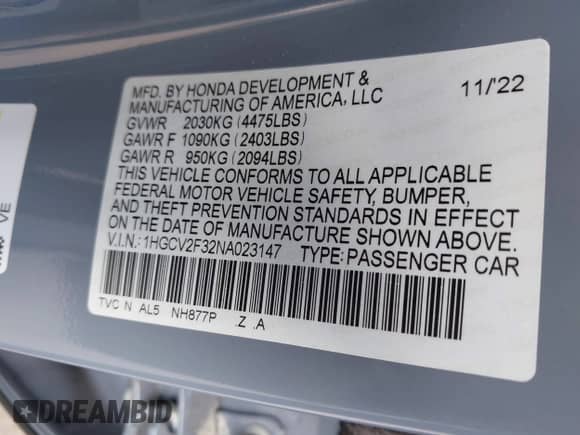 MFD. BY HONDA DEVELOPMENT & 11/'22
MANUFACTURING OF AMERICA, LLC
GVWR 2030KG (4475LBS)
GAWR F 1090KG (2403LBS)
GAWR R 950KG (2094LBS)
THIS VEHICLE CONFORMS TO ALL APPLICABLE
FEDERAL MOTOR VEHICLE SAFETY, BUMPER,
AND THEFT PREVENTION STANDARDS IN EFFECT
ON THE DATE OF MANUFACTURE SHOWN ABOVE.
V.I.N.: 1HGCV2F32NA023147 TYPE: PASSENGER CAR
TVC N AL5 NH877P .Z .A
VE
DREAMBID